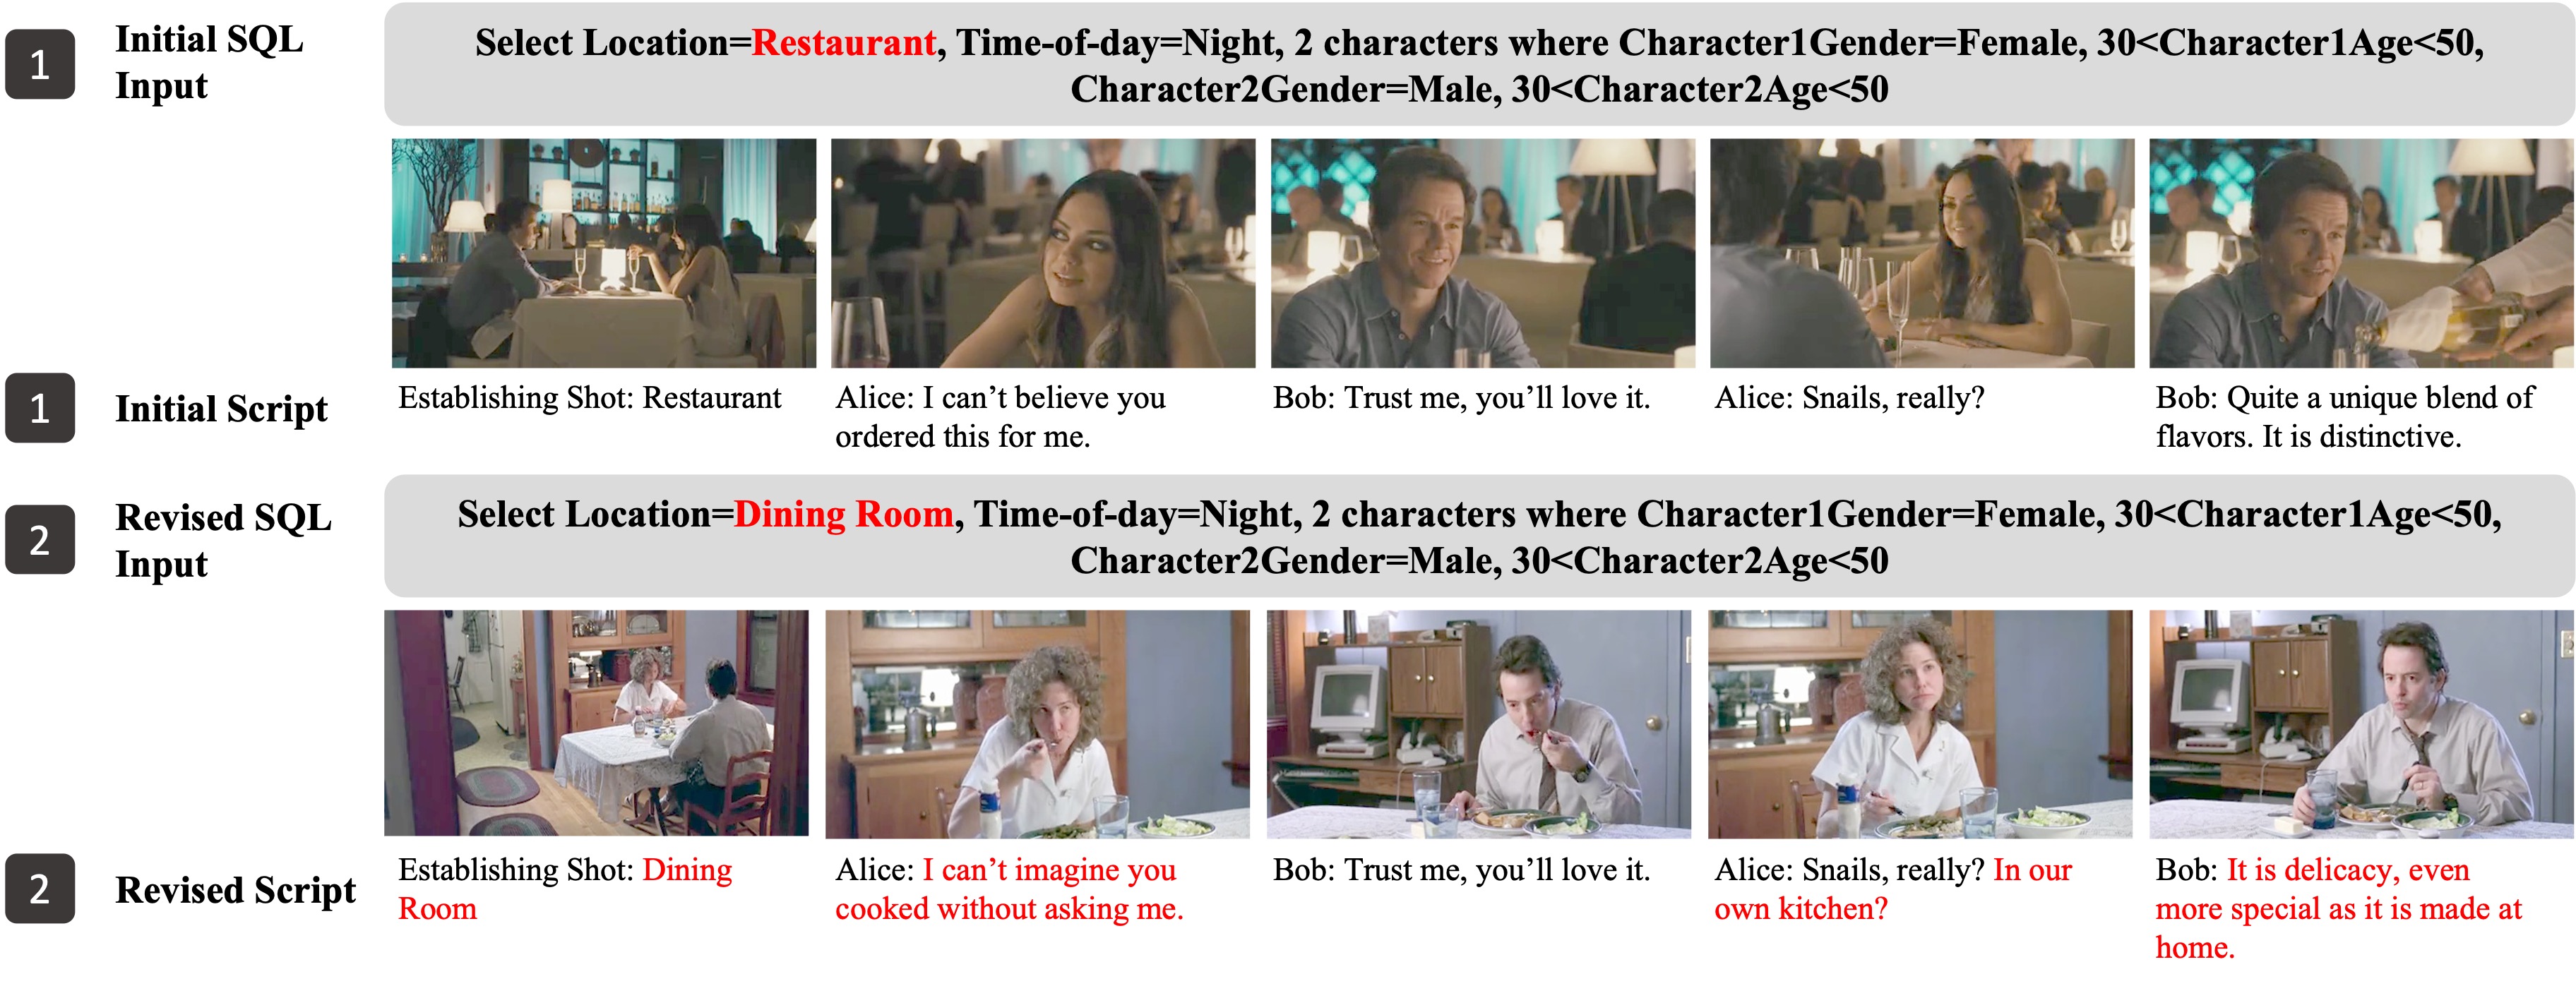 1
Initial SQL
Input
Select Location=Restaurant, Time-of-day=Night, 2 characters where Character1Gender=Female, 30<Character1Age<50,
Character2Gender=Male, 30<Character2Age<50
1
Initial Script
Establishing Shot: Restaurant
Alice: I can’t believe you
ordered this for me.
Bob: Trust me, you’ll love it.
Alice: Snails, really?
Bob: Quite a unique blend of
flavors. It is distinctive.
2
Revised SQL
Input
Select Location=Dining Room, Time-of-day=Night, 2 characters where Character1Gender=Female, 30<Character1Age<50,
Character2Gender=Male, 30<Character2Age<50
2
Revised Script
Establishing Shot: Dining
Room
Alice: I can’t imagine you
cooked without asking me.
Bob: Trust me, you’ll love it.
Alice: Snails, really? In our
own kitchen?
Bob: It is delicacy, even
more special as it is made at
home.